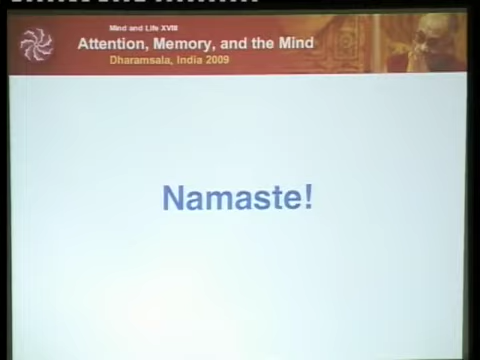 Mind and Life XVIII
Attention, Memory, and the Mind
Dharamsala, India 2009
Namaste!